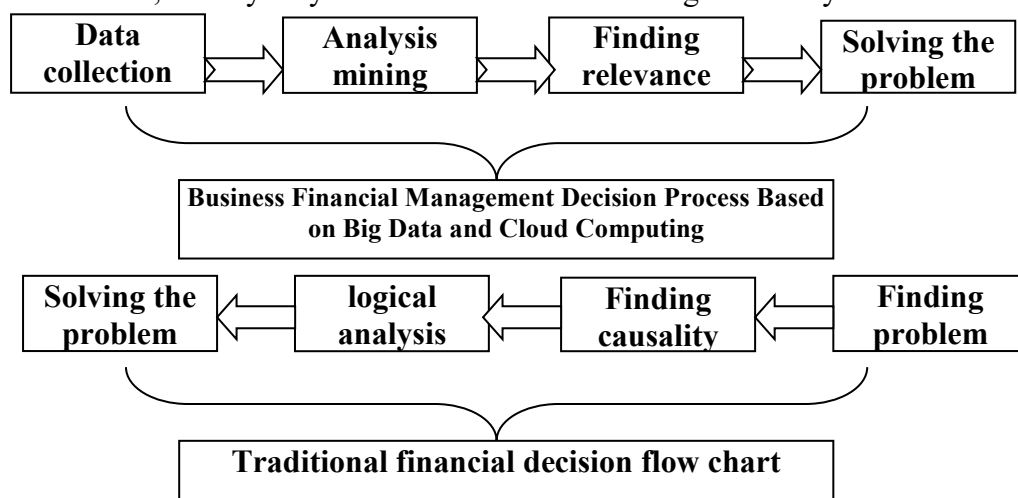 Data
collection
Analysis
mining
Finding
relevance
Solving the
problem
Business Financial Management Decision Process Based
on Big Data and Cloud Computing
Solving the
problem
logical
analysis
Finding
causality
Finding
problem
Traditional financial decision flow chart